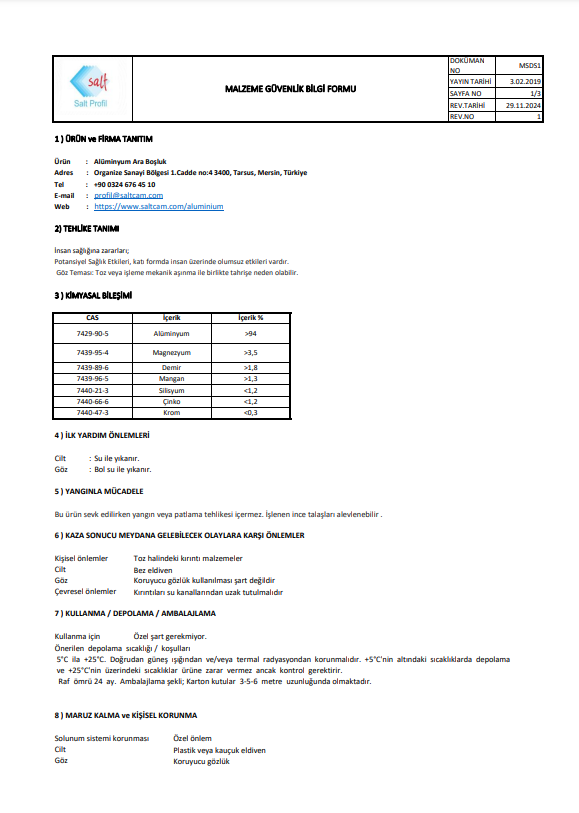 salt
Salt Profil
MALZEME GÜVENLİK BİLGİ FORMU
DOKÜMAN NO MSDS1
YAYIN TARİHİ 3.02.2019
SAYFA NO 1/3
REV.TARİHİ 29.11.2024
REV.NO 1
1 ) ÜRÜN ve FİRMA TANITIM
Ürün : Alüminyum Ara Boşluk
Adres : Organize Sanayi Bölgesi 1.Cadde no:4 3400, Tarsus, Mersin, Türkiye
Tel : +90 0324 676 45 10
E-mail : profil@saltcam.com
Web : https://www.saltcam.com/aluminium
2) TEHLİKE TANIMI
İnsan sağlığına zararları;
Potansiyel Sağlık Etkileri, katı formda insan üzerinde olumsuz etkileri vardır.
Göz Teması: Toz veya işleme mekanik aşınma ile birlikte tahrişe neden olabilir.
3 ) KİMYASAL BİLEŞİMİ
CAS İçerik İçerik %
7429-90-5 Alüminyum >94
7439-95-4 Magnezyum >3,5
7439-89-6 Demir >1,8
7439-96-5 Mangan >1,3
7440-21-3 Silisyum <1,2
7440-66-6 Çinko <1,2
7440-47-3 Krom <0,3
4 ) İLK YARDIM ÖNLEMLERİ
Cilt : Su ile yıkanır.
Göz : Bol su ile yıkanır.
5 ) YANGINLA MÜCADELE
Bu ürün sevk edilirken yangın veya patlama tehlikesi içermez. İşlenen ince talaşları alevlenebilir .
6 ) KAZA SONUCU MEYDANA GELEBİLECEK OLAYLARA KARŞI ÖNLEMLER
Kişisel önlemler Toz halindeki kırıntı malzemeler
Cilt Bez eldiven
Göz Koruyucu gözlük kullanılması şart değildir
Çevresel önlemler Kırıntıları su kanallarından uzak tutulmalıdır
7 ) KULLANMA / DEPOLAMA / AMBALAJLAMA
Kullanma için Özel şart gerekmiyor.
Önerilen depolama sıcaklığı / koşulları
5°C ila +25°C. Doğrudan güneş ışığından ve/veya termal radyasyondan korunmalıdır. +5°C'nin altındaki sıcaklıklarda depolama
ve +25°C'nin üzerindeki sıcaklıklar ürüne zarar vermez ancak kontrol gerektirir.
Raf ömrü 24 ay. Ambalajlama şekli; Karton kutular 3-5-6 metre uzunluğunda olmaktadır.
8 ) MARUZ KALMA ve KİŞİSEL KORUNMA
Solunum sistemi korunması Özel önlem
Cilt Plastik veya kauçuk eldiven
Göz Koruyucu gözlük